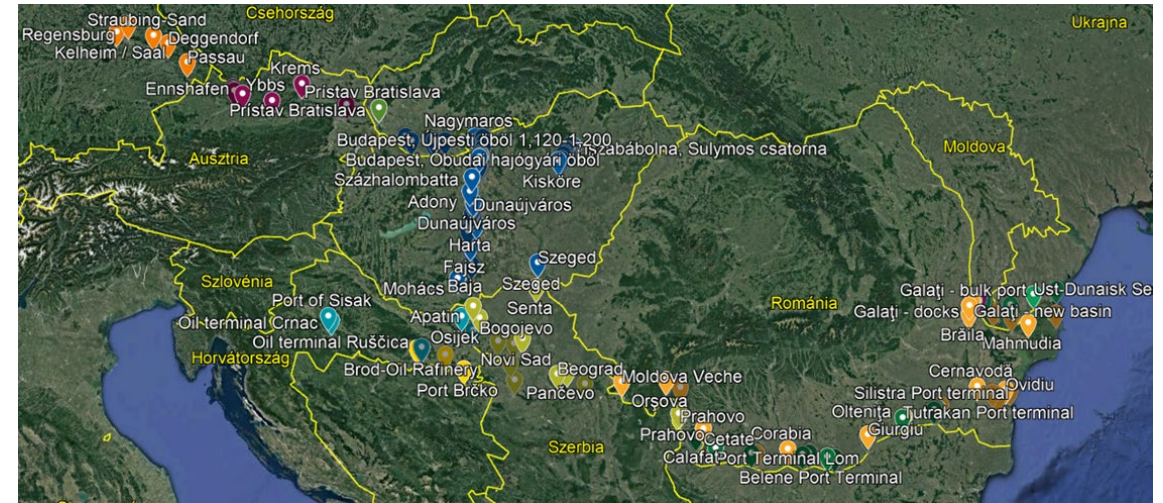 Csehország
Ukrajna
Straubing-Sand
Regensburg
Deggendorf
Kelheim / Saal
Passau
Krems
Ennshafen
Ybbs
Pristav Bratislava
Pristav Bratislava
Nagymaros
Budapest, Újpesti öböl 1,120-1,200
Ausztria
Budapest, Óbudai hajógyári öböl
Tiszabábolna, Sulymos csatorna
Moldova
Százhalombatta
Kisköre
Adony
Dunaújváros
Dunaújváros
Harta
Szeged
Fajsz
Szlovénia
Mohács
Baja
Szeged
Port of Sisak
Senta
Románia
Galaţi - bulk port
Ust-Dunaisk Se
Oil terminal Crnac
Apatin
Bogojevo
Galaţi - docks
Galaţi - new basin
Oil terminal Ruščica
Osijek
Brăila
Mahmudia
Horvátország
Novi Sad
Brod-Oil Rafinery
Beograd
Moldova Veche
Cernavodă
Port Brčko
Pančevo
Silistra Port terminal
Ovidiu
Orşova
Olteniţa
Tutrakan Port terminal
Prahovo
Giurgiu
Prahovo
Cetate
Corabia
Szerbia
Calafat
Port Terminal Lom
Belene Port Terminal